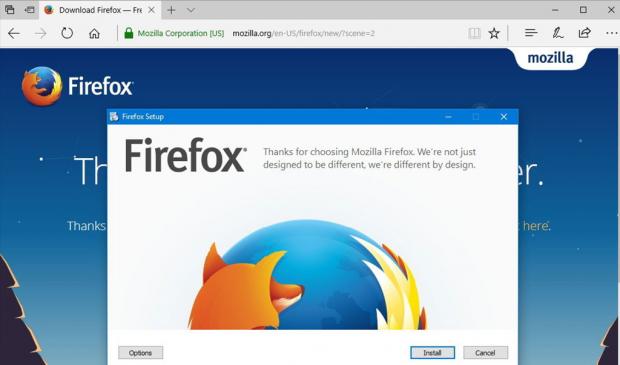 Download Firefox — Fre
Mozilla Corporation [US] mozilla.org/en-US/firefox/new/?scene=2
mozilla
Firefox
Firefox Setup
Firefox
Thanks for choosing Mozilla Firefox. We're not just
designed to be different, we're different by design.
Th er.
Thanks here.
Options Install Cancel